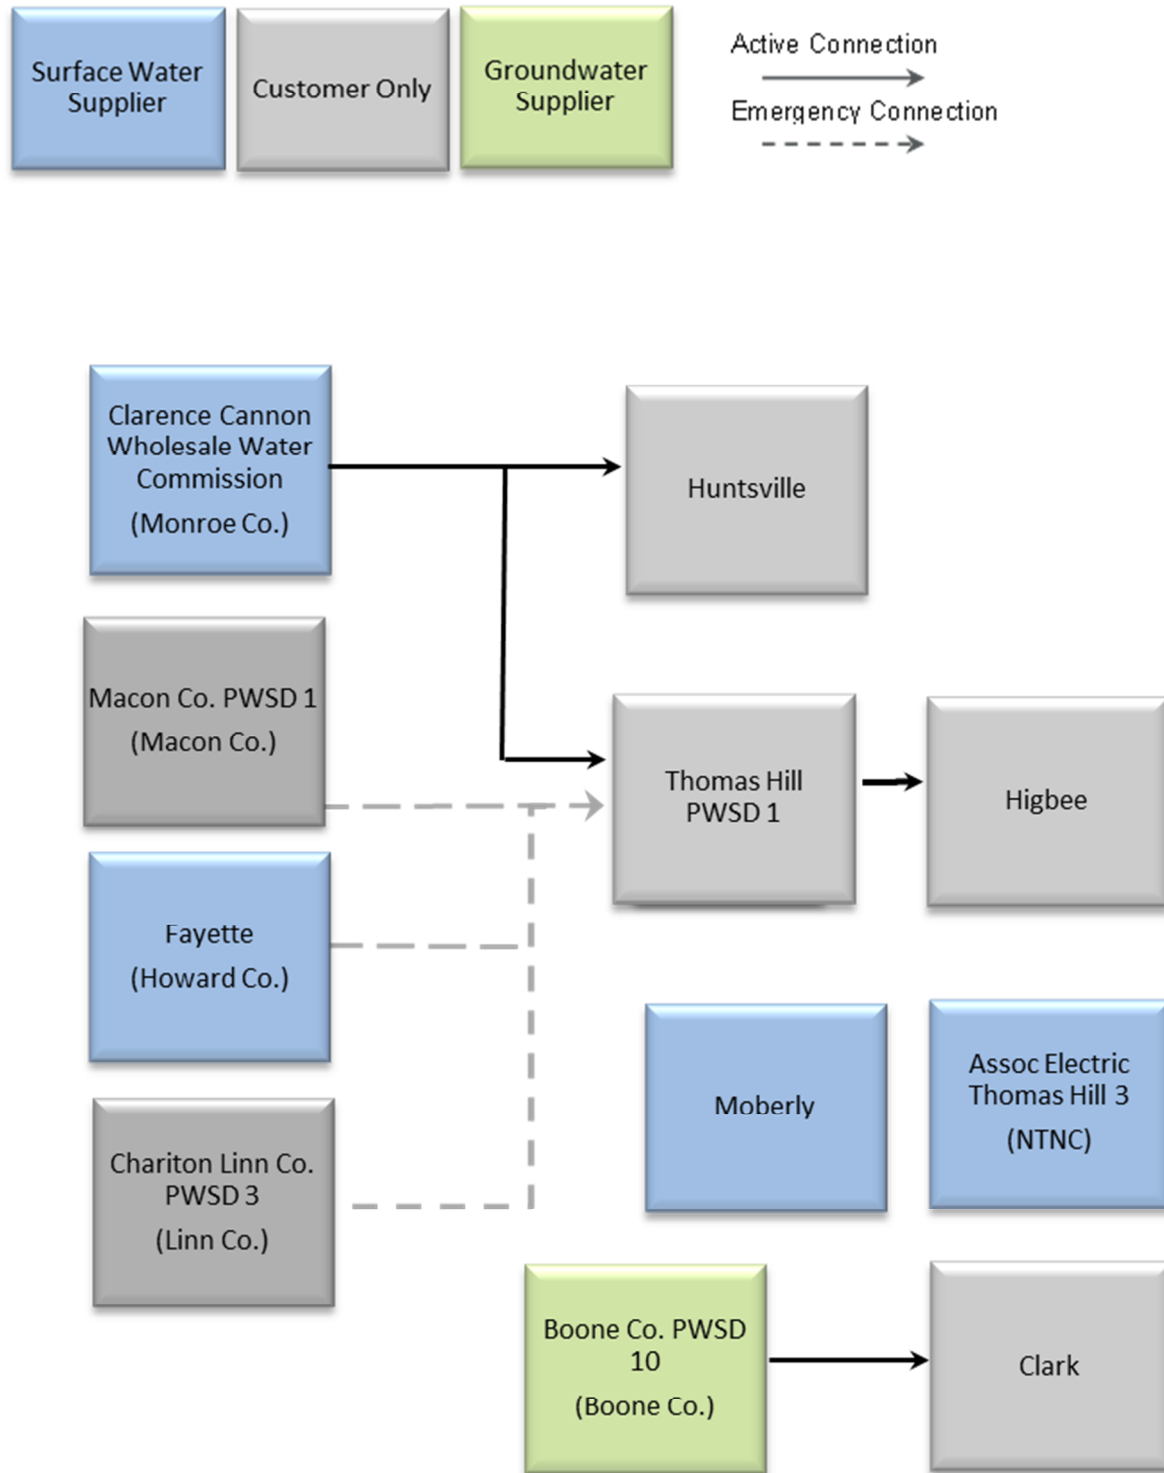 Surface Water
Supplier
Customer Only
Groundwater
Supplier
Active Connection
Emergency Connection
Clarence Cannon
Wholesale Water
Commission
(Monroe Co.)
Huntsville
Macon Co. PWSD 1
(Macon Co.)
Thomas Hill
PWSD 1
Higbee
Fayette
(Howard Co.)
Moberly
Assoc Electric
Thomas Hill 3
(NTNC)
Chariton Linn Co.
PWSD 3
(Linn Co.)
Boone Co. PWSD
10
(Boone Co.)
Clark